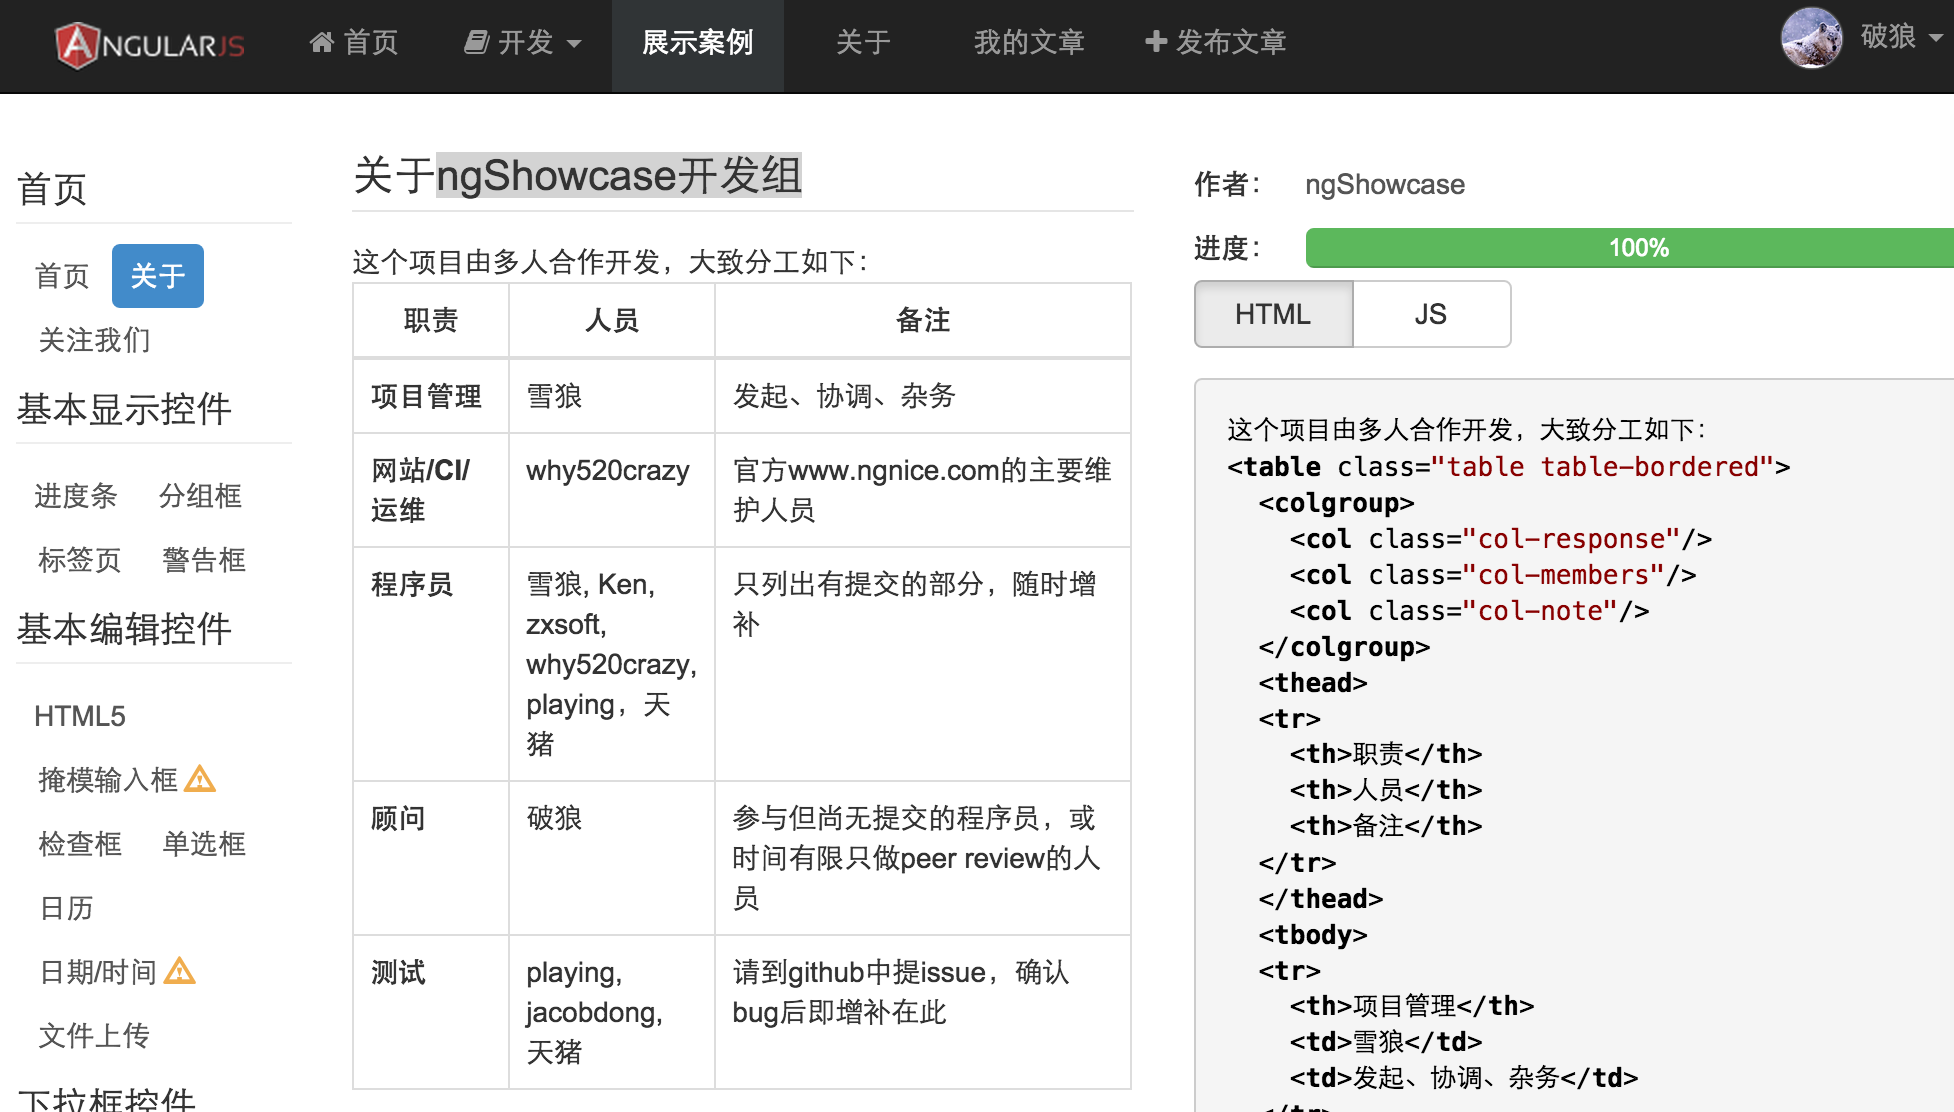 ANGULARJS 首页 开发 展示案例 关于 我的文章 发布文章 破狼
首页
首页 关于
关注我们
基本显示控件
进度条 分组框
标签页 警告框
基本编辑控件
HTML5
掩模输入框
检查框 单选框
日历
日期/时间
文件上传
下拉框控件
关于ngShowcase开发组
这个项目由多人合作开发，大致分工如下：
职责 人员 备注
项目管理 雪狼 发起、协调、杂务
网站/CI/ why520crazy 官方www.ngnice.com的主要维
运维 护人员
程序员 雪狼, Ken, 只列出有提交的部分，随时增
zxsoft, 补
why520crazy,
playing，天
猪
顾问 破狼 参与但尚无提交的程序员，或
时间有限只做peer review的人
员
测试 playing, 请到github中提issue，确认
jacobdong, bug后即增补在此
天猪
作者： ngShowcase
进度： 100%
HTML JS
这个项目由多人合作开发，大致分工如下：
<table class="table table-bordered">
<colgroup>
<col class="col-response"/>
<col class="col-members"/>
<col class="col-note"/>
</colgroup>
<thead>
<tr>
<th>职责</th>
<th>人员</th>
<th>备注</th>
</tr>
</thead>
<tbody>
<tr>
<th>项目管理</th>
<td>雪狼</td>
<td>发起、协调、杂务</td>
</tr>